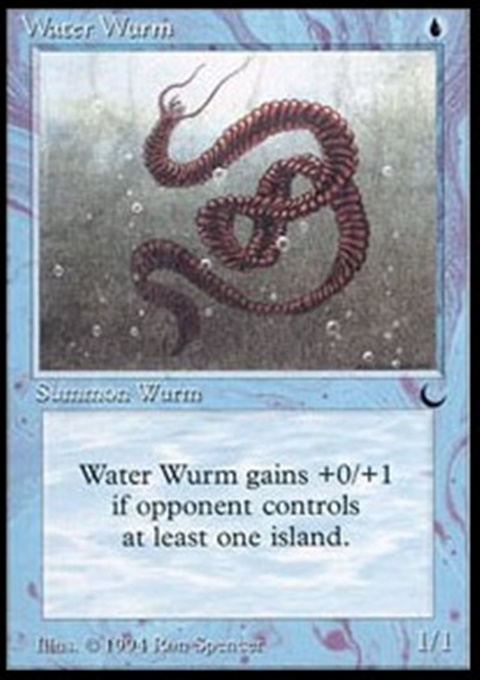 Water Wurm
Summon Wurm
Water Wurm gains +0/+1
if opponent controls
at least one island.
Illus. © 1994 Ron Spencer
1/1